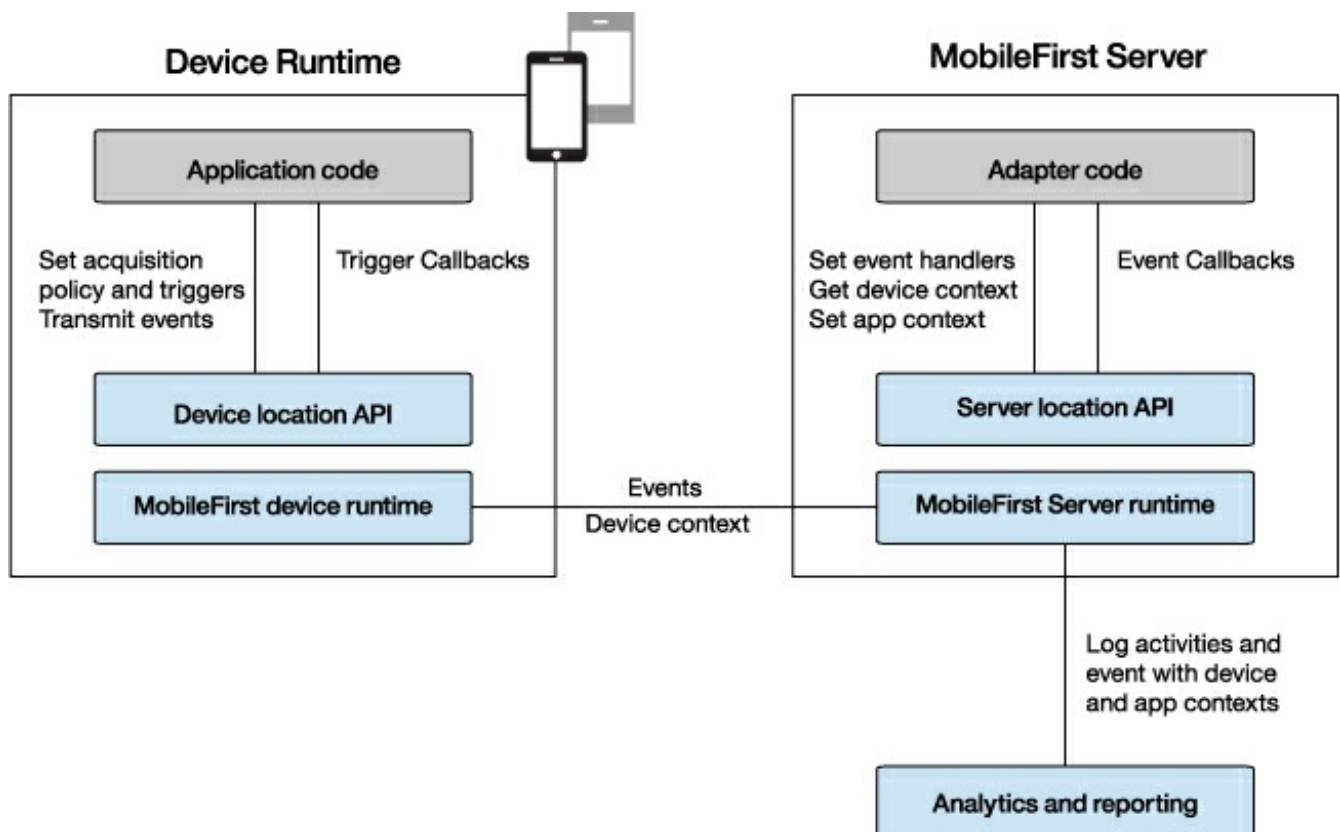 Device Runtime
Application code
Set acquisition
policy and triggers
Transmit events
Trigger Callbacks
Device location API
MobileFirst device runtime
Events
Device context
MobileFirst Server
Adapter code
Set event handlers
Get device context
Set app context
Event Callbacks
Server location API
MobileFirst Server runtime
Log activities and
event with device
and app contexts
Analytics and reporting